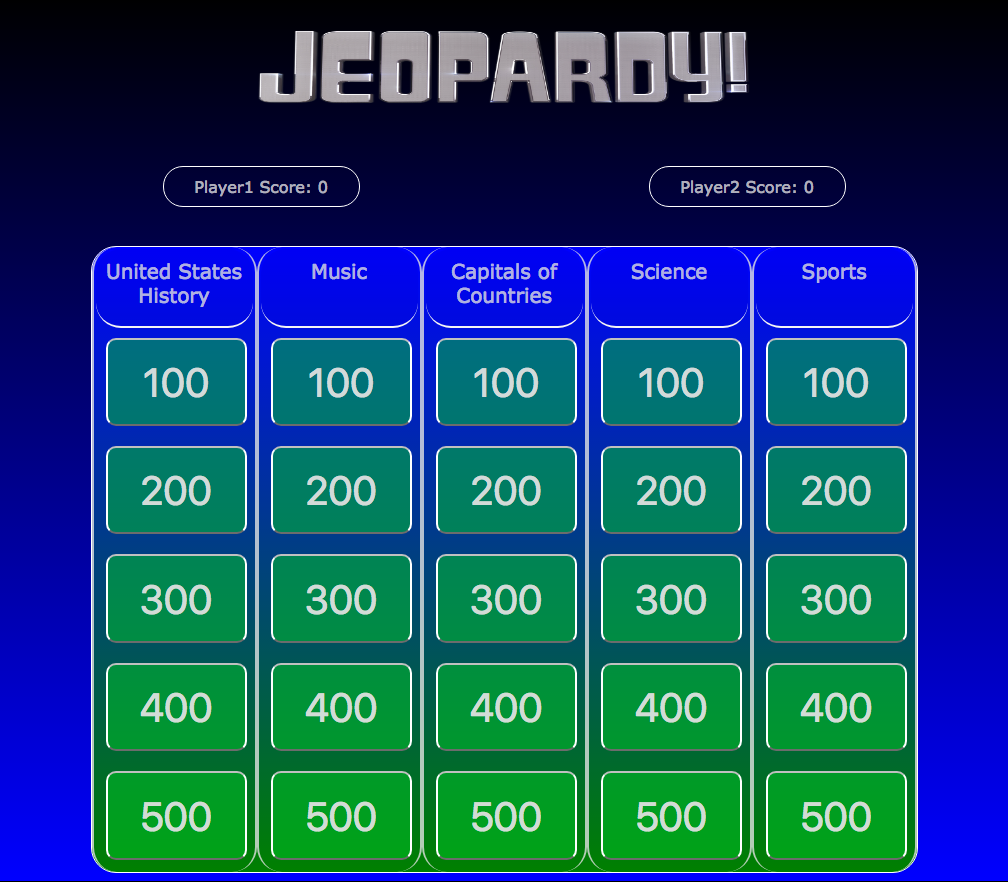 JEOPARDY!
Player1 Score: 0 Player2 Score: 0
United States
History
Music
Capitals of
Countries
Science
Sports
100 100 100 100 100
200 200 200 200 200
300 300 300 300 300
400 400 400 400 400
500 500 500 500 500